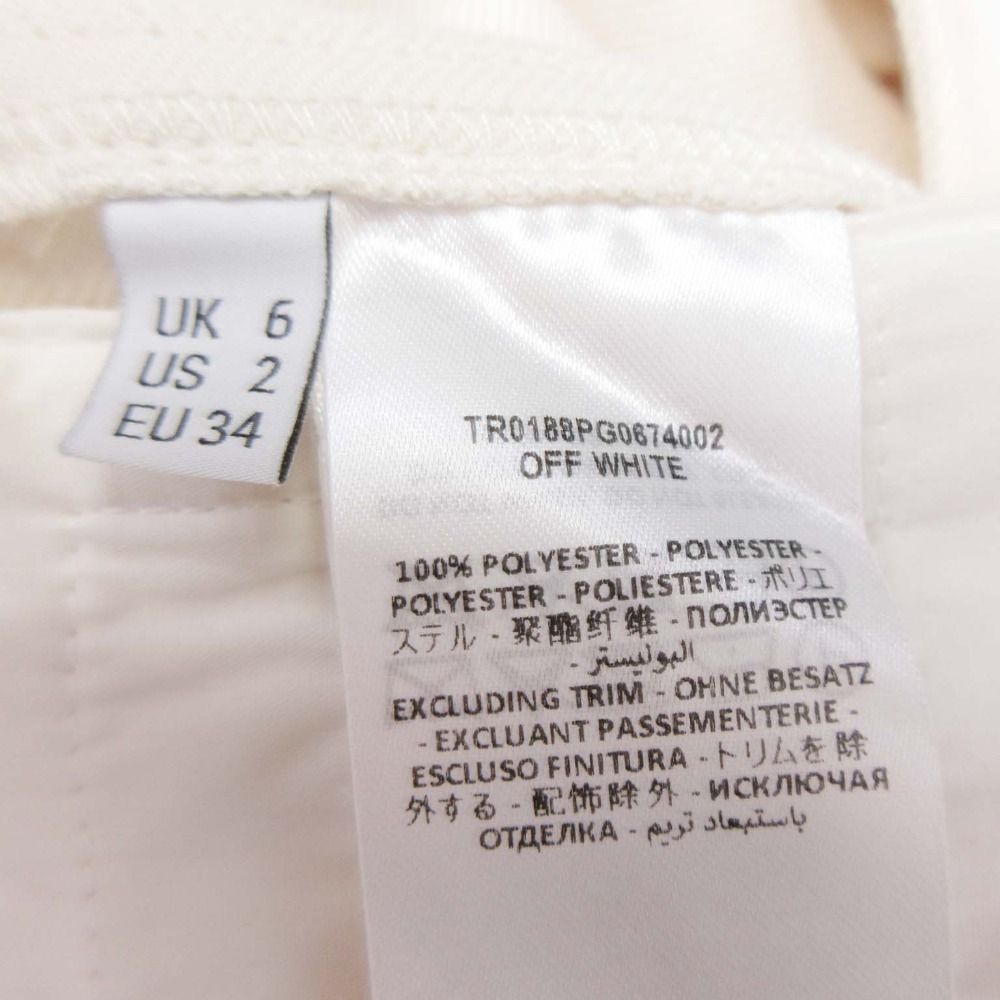 UK 6
US 2
EU 34
TR0188PG0674002
OFF WHITE
100% POLYESTER - POLYESTER -
POLYESTER - POLIESTERE - ポリエ
ステル - 聚酯纤维 - ПОЛИЭСТЕР
- البوليستر
EXCLUDING TRIM - OHNE BESATZ
- EXCLUANT PASSEMENTERIE -
ESCLUSO FINITURA - トリムを除
外する - 配饰除外 - ИСКЛЮЧАЯ
ОТДЕЛКА - باستبعاد تريم